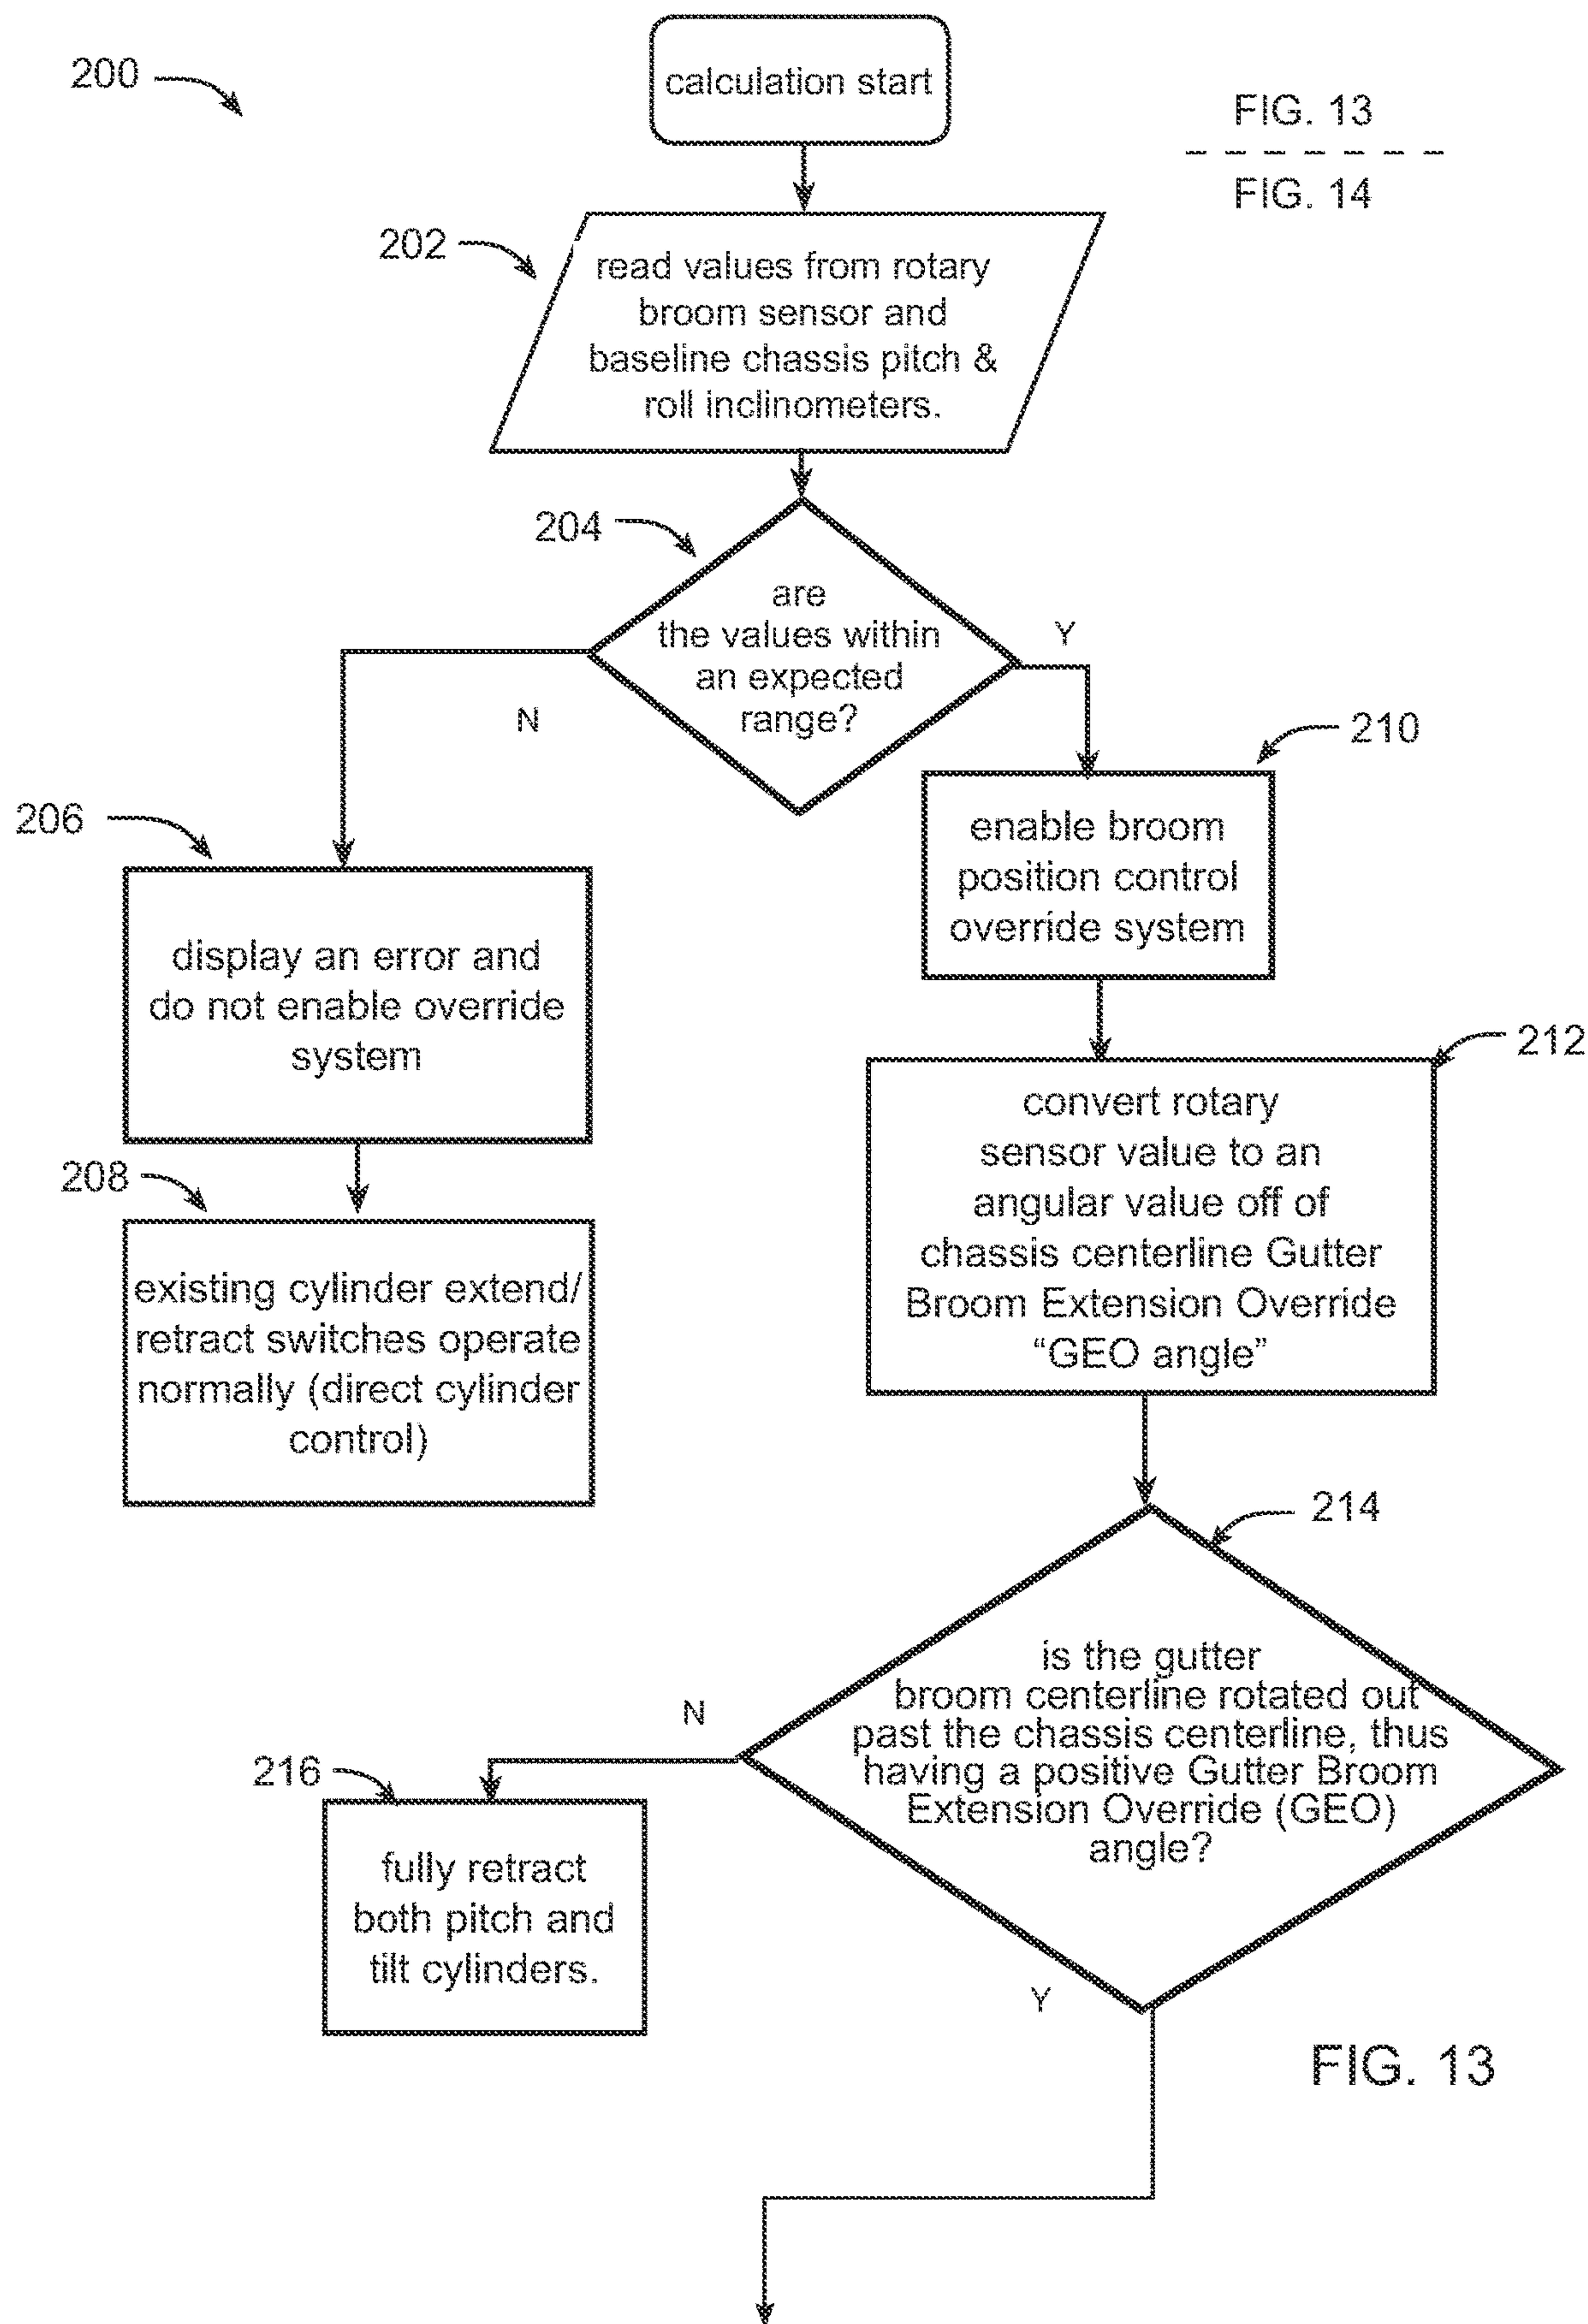 200
calculation start
FIG. 13
FIG. 14
202
read values from rotary
broom sensor and
baseline chassis pitch &
roll inclinometers.
204
are
the values within
an expected
range?
Y
N
210
enable broom
position control
override system
206
display an error and
do not enable override
system
212
convert rotary
sensor value to an
angular value off of
chassis centerline Gutter
Broom Extension Override
“GEO angle”
208
existing cylinder extend/
retract switches operate
normally (direct cylinder
control)
214
is the gutter
broom centerline rotated out
past the chassis centerline, thus
having a positive Gutter Broom
Extension Override (GEO)
angle?
N
216
fully retract
both pitch and
tilt cylinders.
Y
FIG. 13